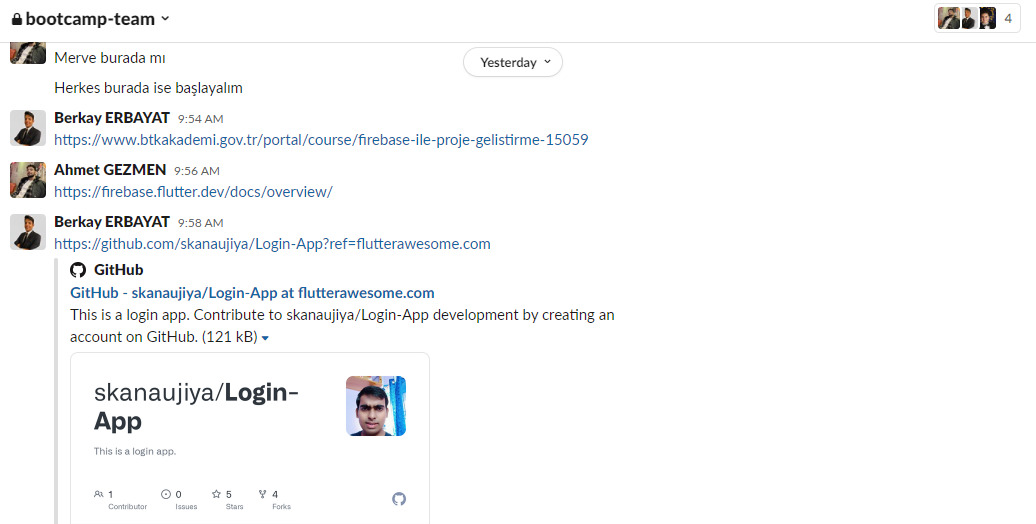 bootcamp-team
4
Merve burada mı
Yesterday
Herkes burada ise başlayalım
Berkay ERBAYAT 9:54 AM
https://www.btkakademi.gov.tr/portal/course/firebase-ile-proje-gelistirme-15059
Ahmet GEZMEN 9:56 AM
https://firebase.flutter.dev/docs/overview/
Berkay ERBAYAT 9:58 AM
https://github.com/skanaujiya/Login-App?ref=flutterawesome.com
GitHub
GitHub - skanaujiya/Login-App at flutterawesome.com
This is a login app. Contribute to skanaujiya/Login-App development by creating an
account on GitHub. (121 kB)
skanaujiya/Login-
App
This is a login app.
1 0 5 4
Contributor Issues Stars Forks